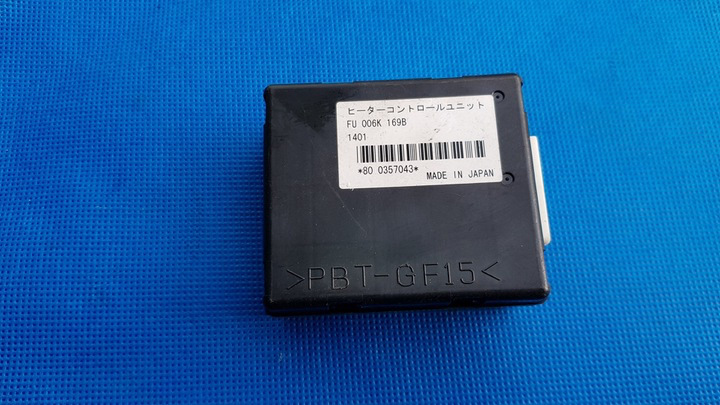 ヒーターコントロールユニット
FU 006K 169B
1401
*80 0357043*
MADE IN JAPAN
>PBT-GF15<